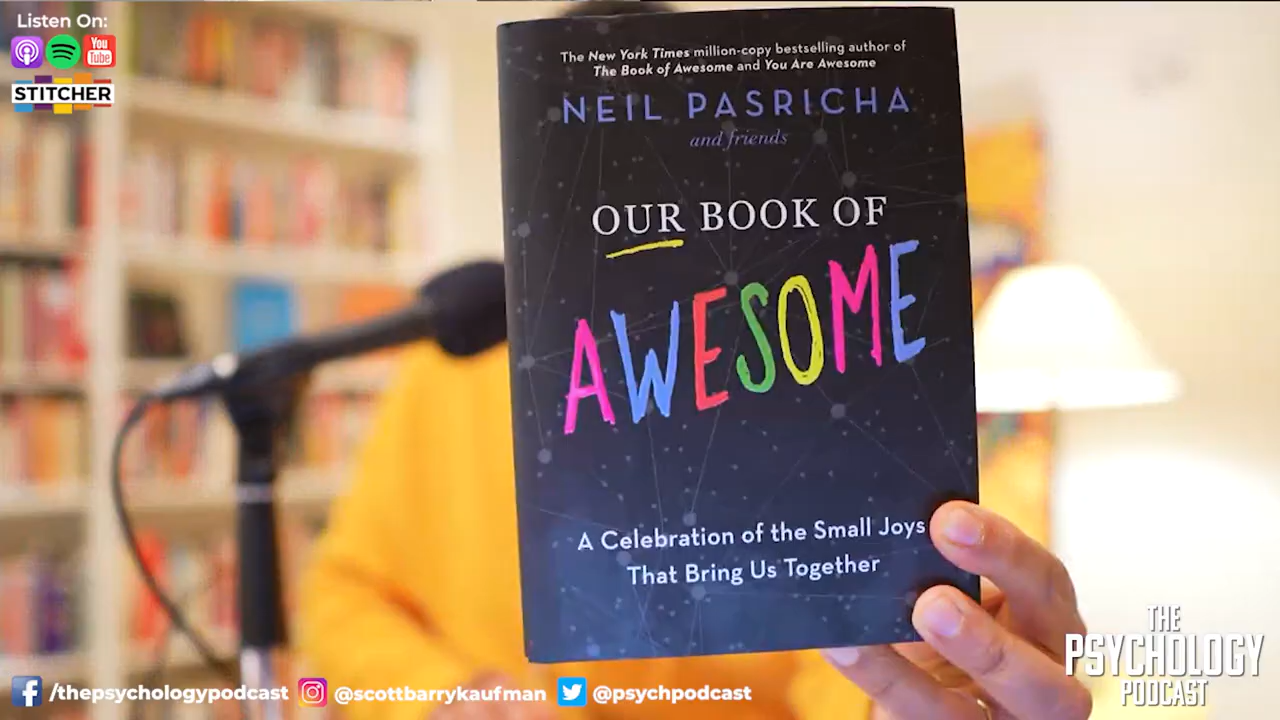 Listen On:
You
Tube
STITCHER
The New York Times million-copy bestselling author of
The Book of Awesome and You Are Awesome
NEIL PASRICHA
and friends
OUR BOOK OF
AWESOME
A Celebration of the Small Joys
That Bring Us Together
THE
PSYCHOLOGY
PODCAST
/thepsychologypodcast
@scottbarrykaufman
@psychpodcast